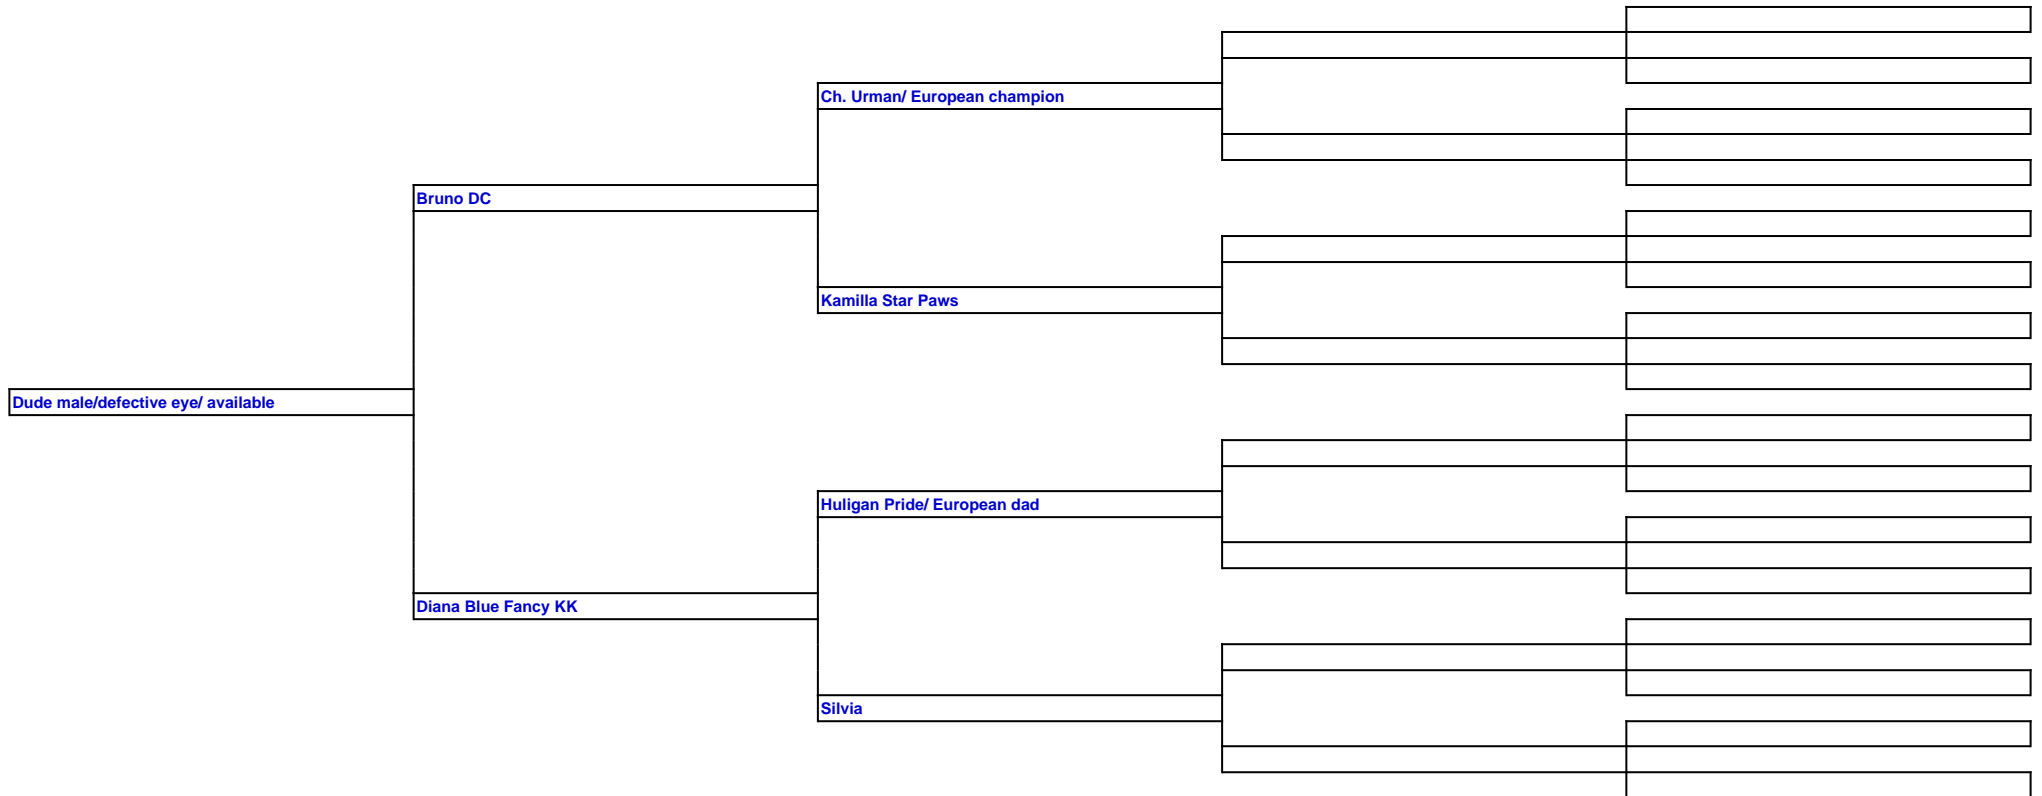 Ch. Urman/ European champion
Bruno DC
Kamilla Star Paws
Dude male/defective eye/ available
Huligan Pride/ European dad
Diana Blue Fancy KK
Silvia